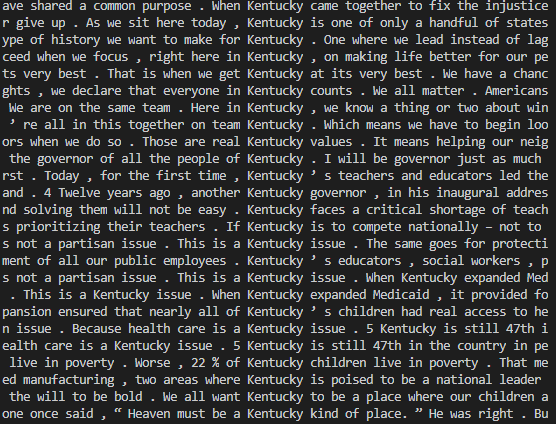 ave shared a common purpose . When Kentucky came together to fix the injustice
r give up . As we sit here today , Kentucky is one of only a handful of states
ype of history we want to make for Kentucky . One where we lead instead of lag
ceed when we focus , right here in Kentucky , on making life better for our pe
ts very best . That is when we get Kentucky at its very best . We have a chanc
ghts , we declare that everyone in Kentucky counts . We all matter . Americans
We are on the same team . Here in Kentucky , we know a thing or two about win
’ re all in this together on team Kentucky . Which means we have to begin loo
ors when we do so . Those are real Kentucky values . It means helping our neig
the governor of all the people of Kentucky . I will be governor just as much
rst . Today , for the first time , Kentucky ’ s teachers and educators led the
and . 4 Twelve years ago , another Kentucky governor , in his inaugural addres
nd solving them will not be easy . Kentucky faces a critical shortage of teach
s prioritizing their teachers . If Kentucky is to compete nationally – not to
s not a partisan issue . This is a Kentucky issue . The same goes for protecti
ment of all our public employees . Kentucky ’ s educators , social workers , p
s not a partisan issue . This is a Kentucky issue . When Kentucky expanded Med
. This is a Kentucky issue . When Kentucky expanded Medicaid , it provided fo
pansion ensured that nearly all of Kentucky ’ s children had real access to he
n issue . Because health care is a Kentucky issue . 5 Kentucky is still 47th i
ealth care is a Kentucky issue . 5 Kentucky is still 47th in the country in pe
live in poverty . Worse , 22 % of Kentucky children live in poverty . That me
ed manufacturing , two areas where Kentucky is poised to be a national leader
the will to be bold . We all want Kentucky to be a place where our children a
one once said , “ Heaven must be a Kentucky kind of place. ” He was right . Bu